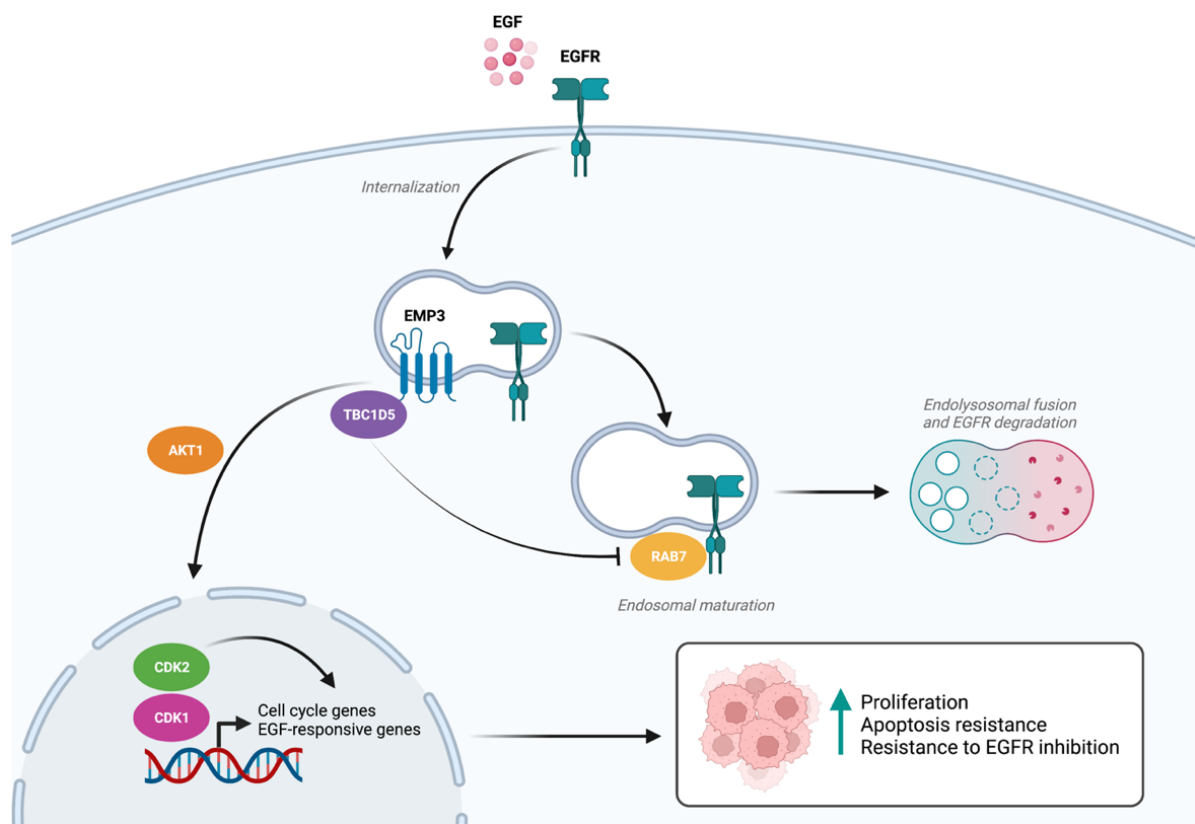 EGF
EGFR
Internalization
EMP3
TBC1D5
AKT1
Endolysosomal fusion
and EGFR degradation
RAB7
Endosomal maturation
CDK2
CDK1
Cell cycle genes
EGF-responsive genes
Proliferation
Apoptosis resistance
Resistance to EGFR inhibition